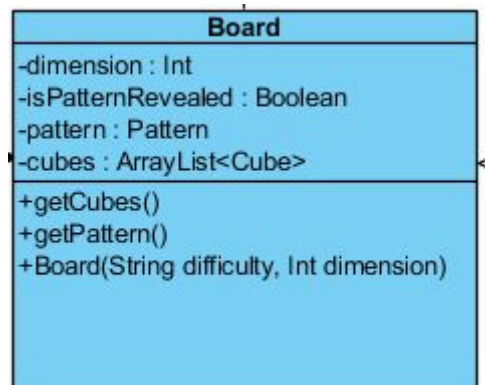 Board
-dimension : Int
-isPatternRevealed : Boolean
-pattern : Pattern
-cubes : ArrayList<Cube>
+getCubes()
+getPattern()
+Board(String difficulty, Int dimension)